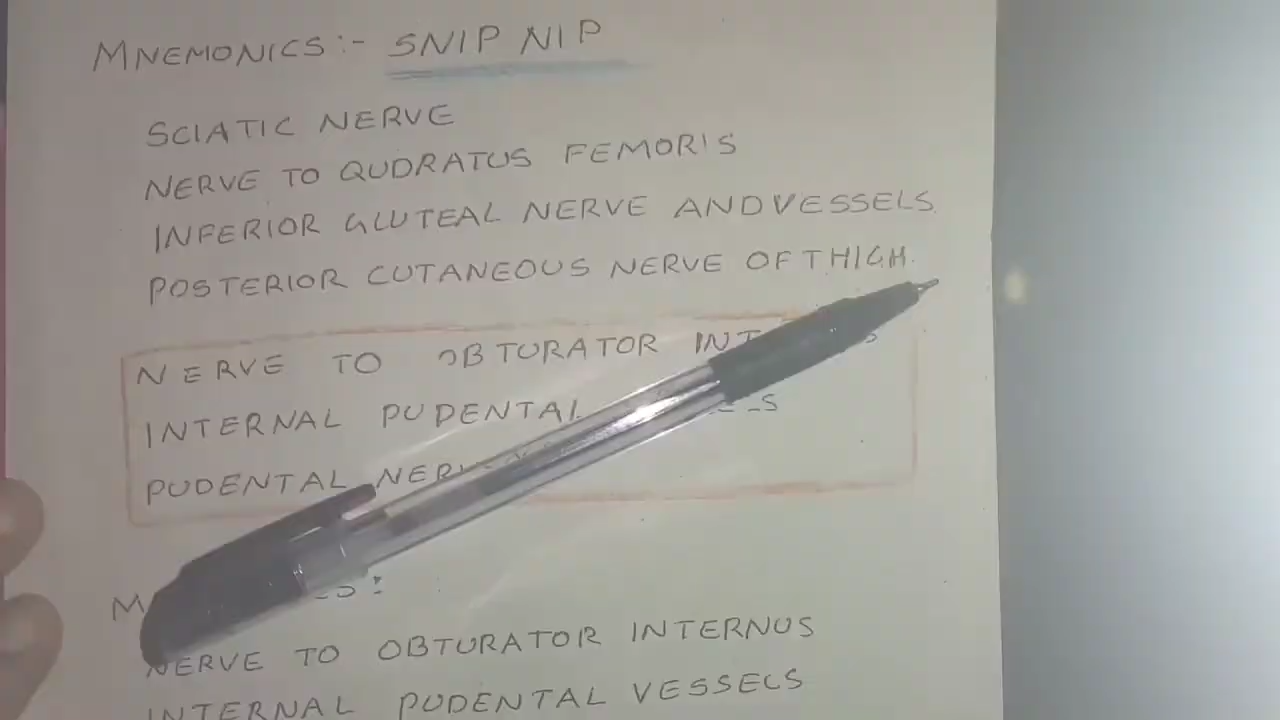 MNEMONICS:- SNIP NIP
SCIATIC NERVE
NERVE TO QUDRATUS FEMORIS
INFERIOR GLUTEAL NERVE AND VESSELS
POSTERIOR CUTANEOUS NERVE OF THIGH.
NERVE TO OBTURATOR
INTERNAL PUDENTAL
PUDENTAL
NERVE TO OBTURATOR INTERNUS
INTERNAL PUDENTAL VESSELS